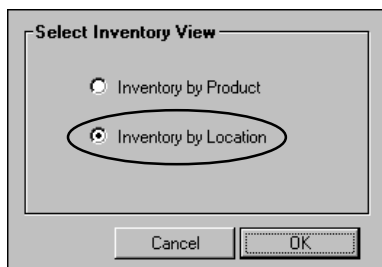 Select Inventory View
Inventory by Product
Inventory by Location
Cancel
OK